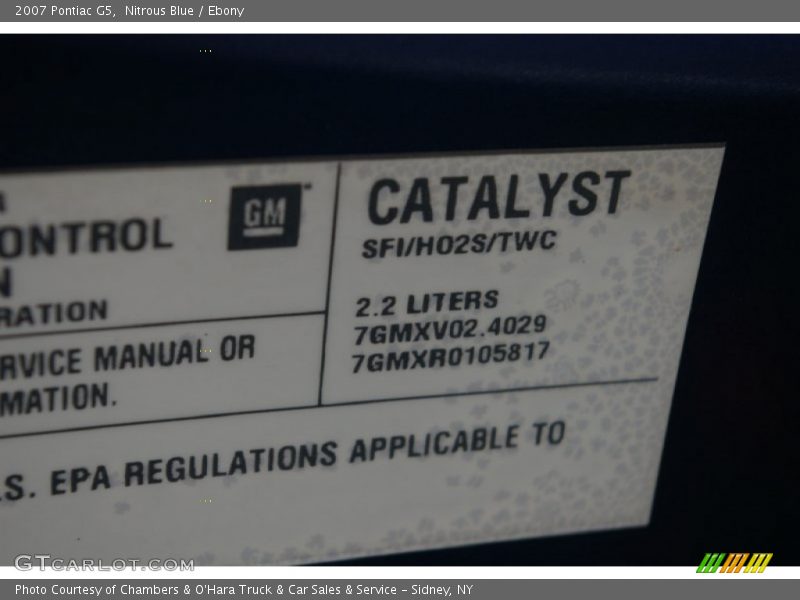 2007 Pontiac G5,  Nitrous Blue / Ebony
CONTROL
RATION
RVICE MANUAL OR
MATION.
GM
CATALYST
SFI/HO2S/TWC
2.2 LITERS
7GMXV02.4029
7GMXR0105817
.S. EPA REGULATIONS APPLICABLE TO
GTCARLOT.COM
Photo Courtesy of Chambers & O'Hara Truck & Car Sales & Service – Sidney, NY